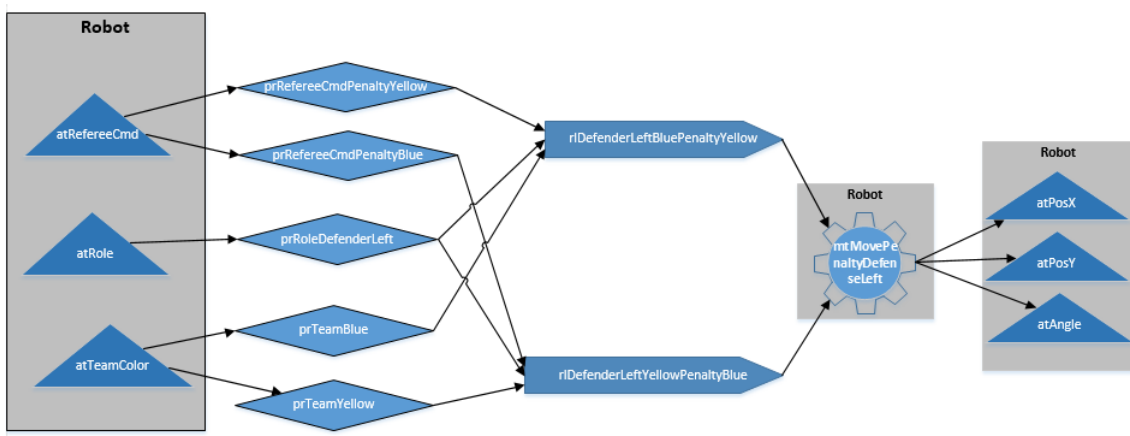 Robot
atRefereeCmd
atRole
atTeamColor
prRefereeCmdPenaltyYellow
prRefereeCmdPenaltyBlue
prRoleDefenderLeft
prTeamBlue
prTeamYellow
rlDefenderLeftBluePenaltyYellow
rlDefenderLeftYellowPenaltyBlue
Robot
mtMovePe
naltyDefen
seLeft
Robot
atPosX
atPosY
atAngle